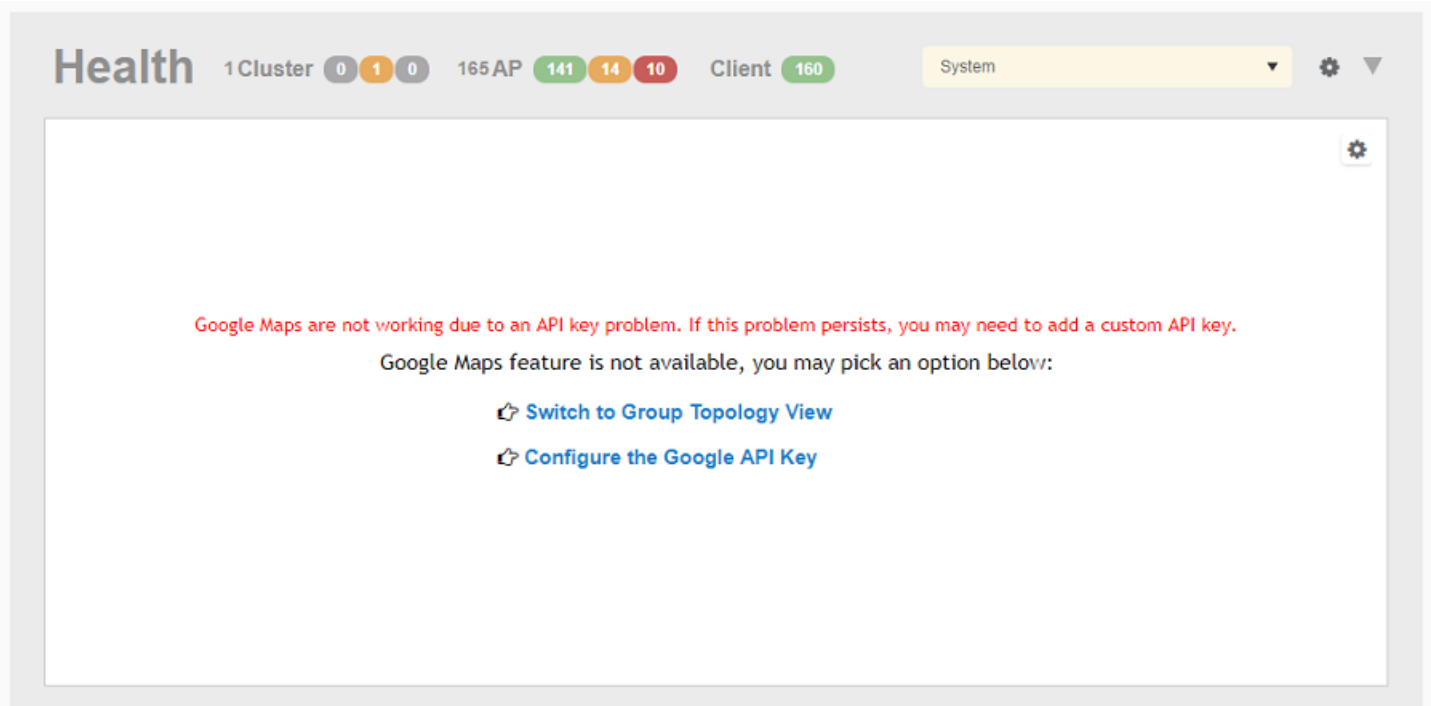 Health 1 Cluster 0 1 0 165 AP 141 14 10 Client 160 System
Google Maps are not working due to an API key problem. If this problem persists, you may need to add a custom API key.
Google Maps feature is not available, you may pick an option below:
Switch to Group Topology View
Configure the Google API Key